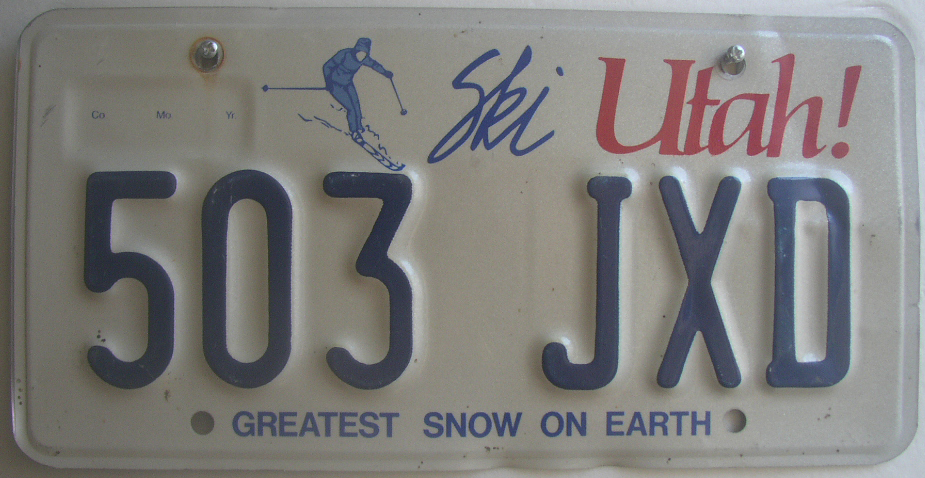 Ski Utah!
Co Mo Yr
503 JXD
GREATEST SNOW ON EARTH